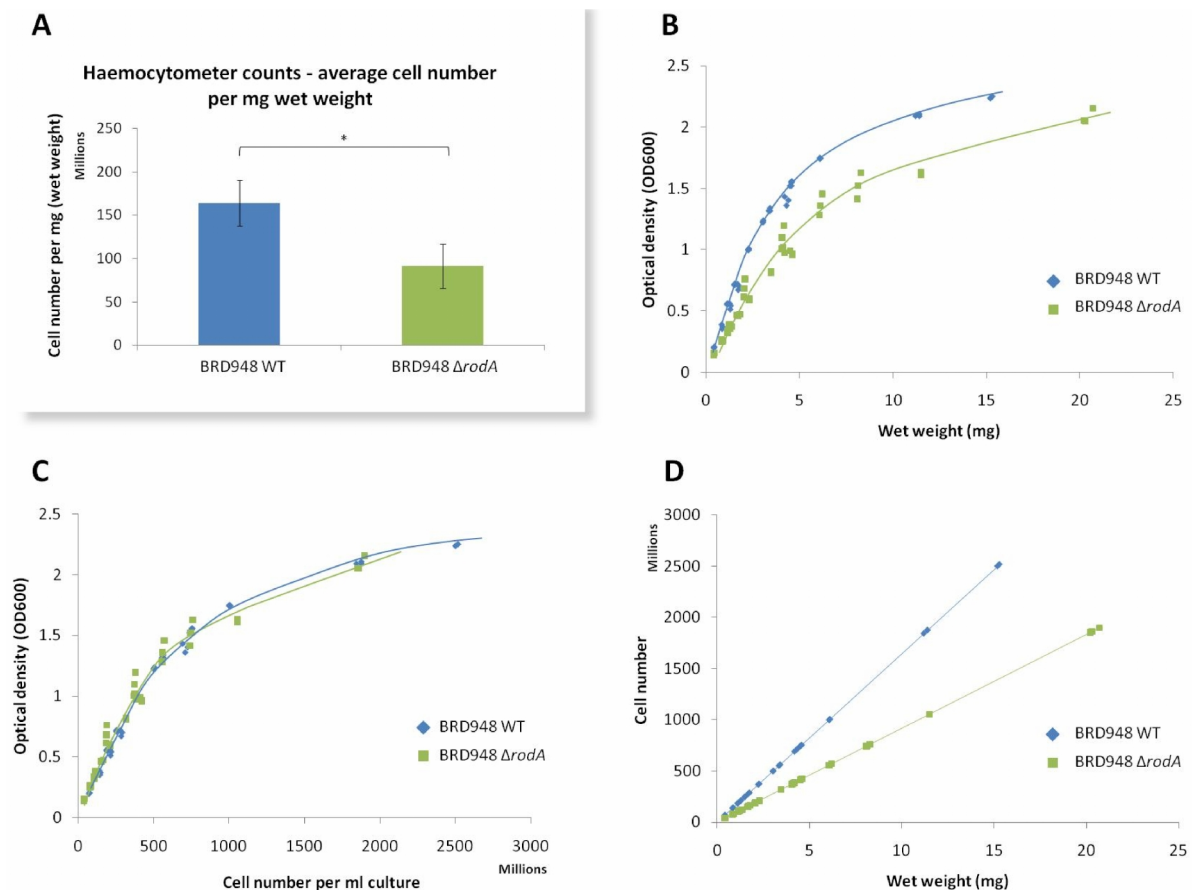 A
Haemocytometer counts - average cell number
per mg wet weight
Cell number per mg (wet weight)
Millions
250
200
150
100
50
0
*
BRD948 WT
BRD948 ΔrodA
B
Optical density (OD600)
2.5
2
1.5
1
0.5
0
BRD948 WT
BRD948 ΔrodA
0
5
10
15
20
25
Wet weight (mg)
C
Optical density (OD600)
2.5
2
1.5
1
0.5
0
BRD948 WT
BRD948 ΔrodA
0
500
1000
1500
2000
2500
3000
Millions
Cell number per ml culture
D
Cell number
Millions
3000
2500
2000
1500
1000
500
0
BRD948 WT
BRD948 ΔrodA
0
5
10
15
20
25
Wet weight (mg)